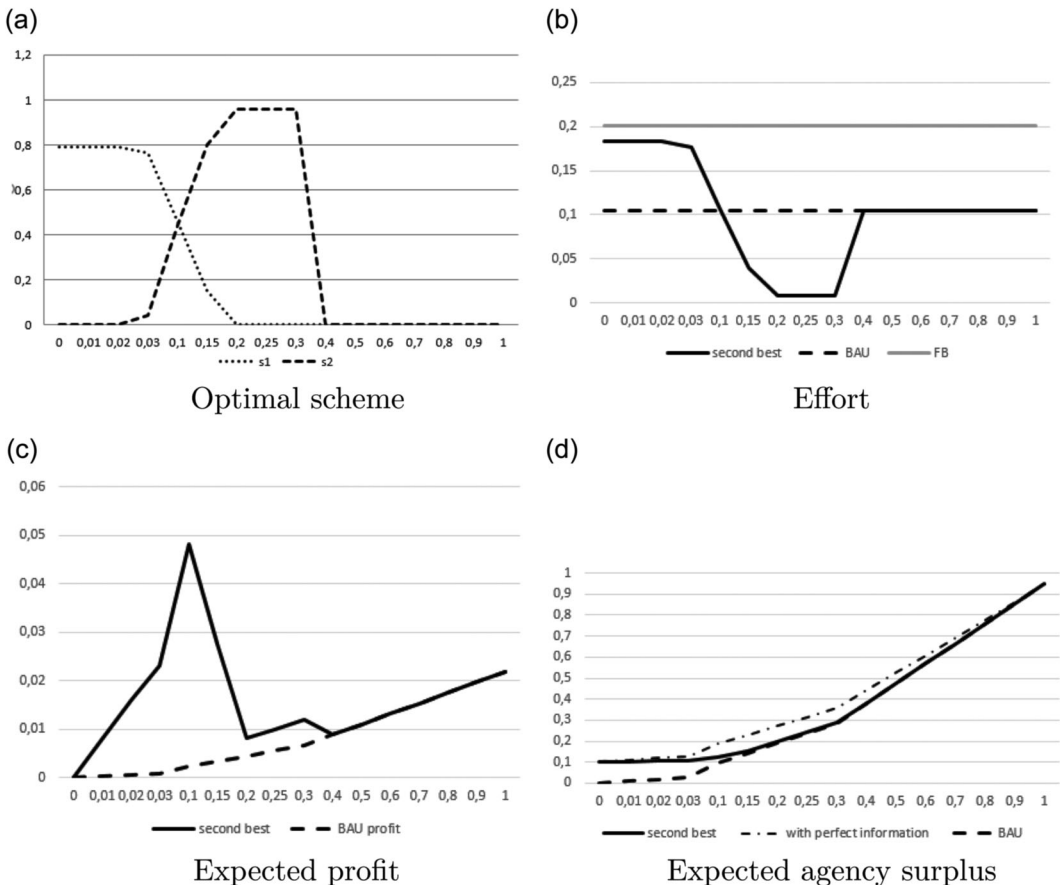 (a)
1,2
1
0,8
0,6
0,4
0,2
0
0 0,01 0,02 0,03 0,1 0,15 0,2 0,25 0,3 0,4 0,5 0,6 0,7 0,8 0,9 1
s1 s2
Optimal scheme
(b)
0,25
0,2
0,15
0,1
0,05
0
0 0,01 0,02 0,03 0,1 0,15 0,2 0,25 0,3 0,4 0,5 0,6 0,7 0,8 0,9 1
second best BAU FB
Effort
(c)
0,06
0,05
0,04
0,03
0,02
0,01
0
0 0,01 0,02 0,03 0,1 0,15 0,2 0,25 0,3 0,4 0,5 0,6 0,7 0,8 0,9 1
second best BAU profit
Expected profit
(d)
1
0,9
0,8
0,7
0,6
0,5
0,4
0,3
0,2
0,1
0
0 0,01 0,02 0,03 0,1 0,15 0,2 0,25 0,3 0,4 0,5 0,6 0,7 0,8 0,9 1
second best with perfect information BAU
Expected agency surplus